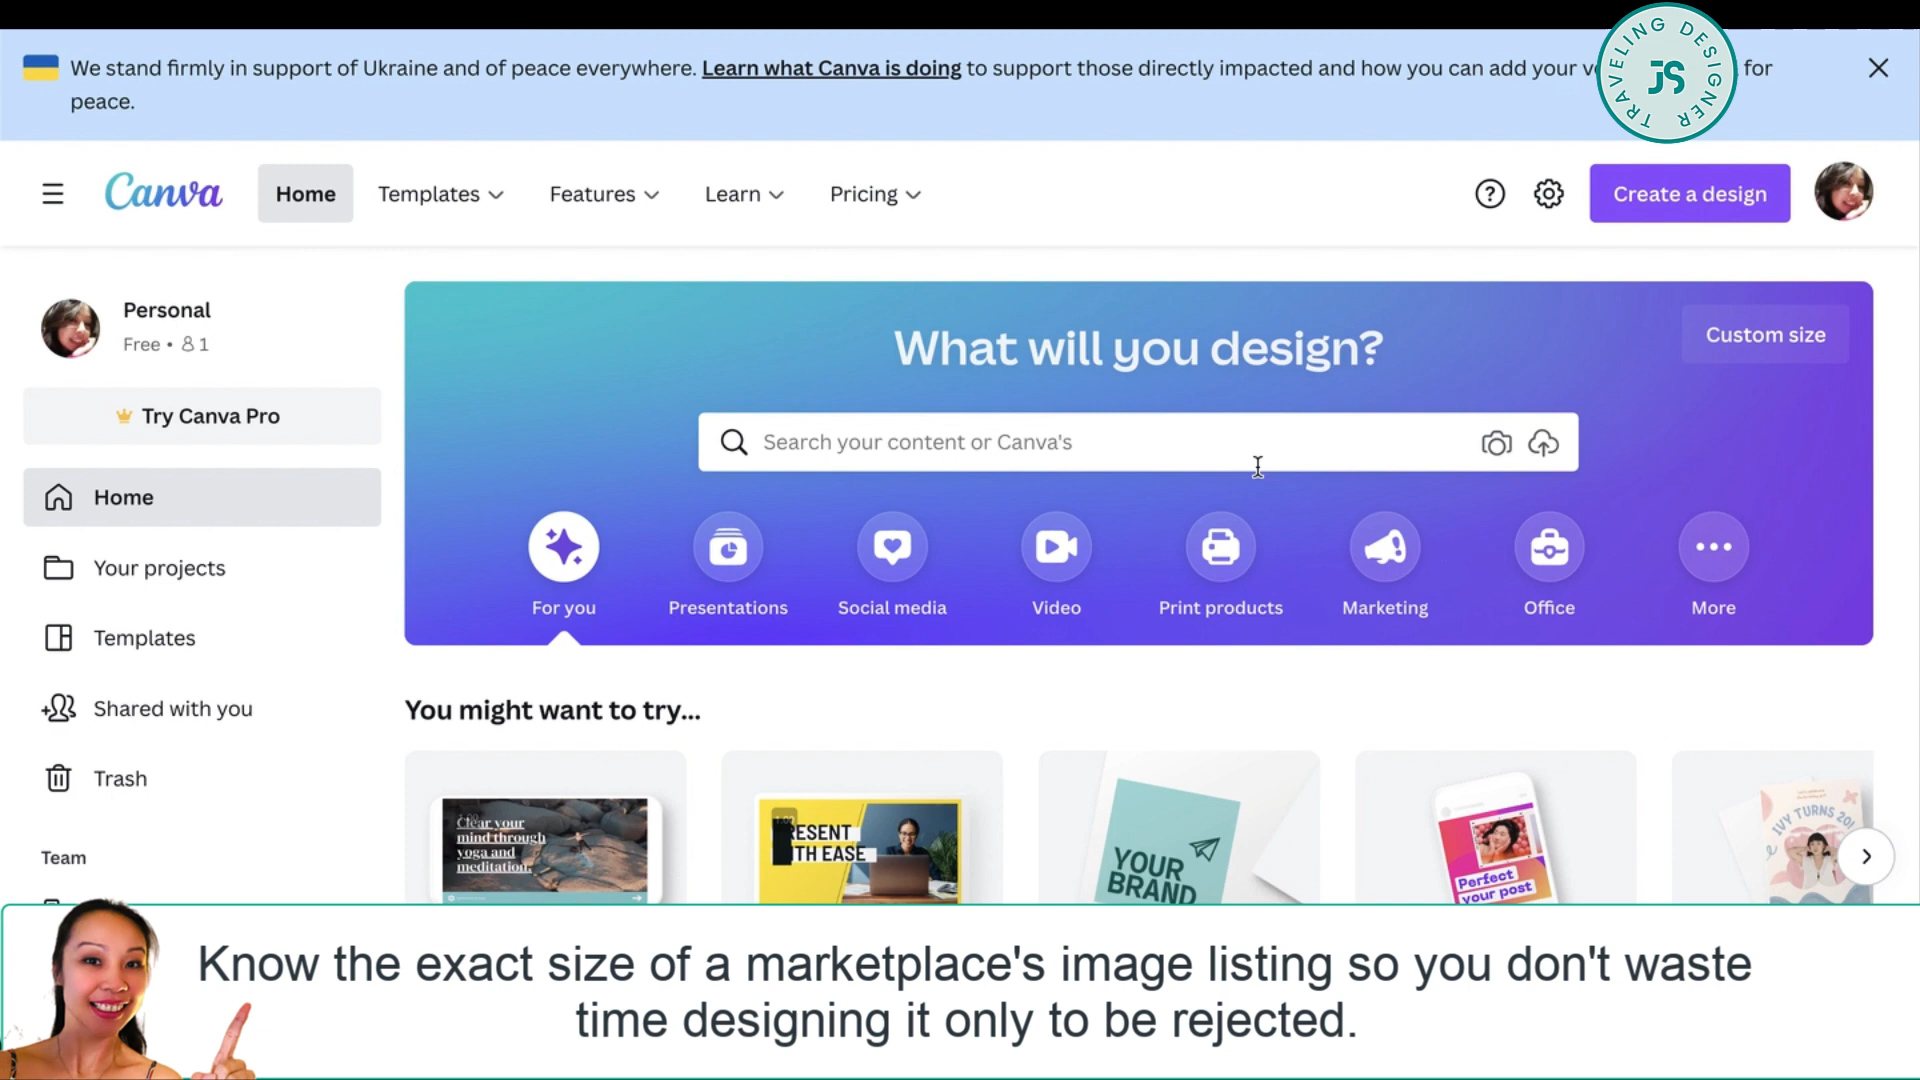 We stand firmly in support of Ukraine and of peace everywhere. Learn what Canva is doing to support those directly impacted and how you can add your for
peace.
TRAVELING DESIGNER
JS
Canva
Home
Templates
Features
Learn
Pricing
Create a design
Personal
Free • 1
Try Canva Pro
Home
Your projects
Templates
Shared with you
Trash
Team
What will you design?
Custom size
Search your content or Canva's
For you
Presentations
Social media
Video
Print products
Marketing
Office
More
You might want to try...
Clear your
mind through
yoga and
meditation.
PRESENT
WITH EASE
YOUR
BRAND
Perfect
your post
IVY TURNS 20!
Know the exact size of a marketplace's image listing so you don't waste
time designing it only to be rejected.